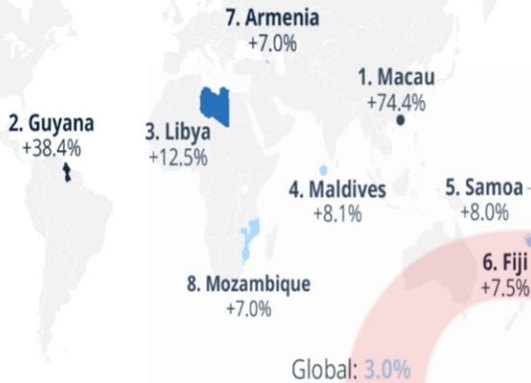 7. Armenia
+7.0%
1. Macau
+74.4%
2. Guyana
+38.4%
3. Libya
+12.5%
4. Maldives
+8.1%
5. Samoa
+8.0%
6. Fiji
+7.5%
8. Mozambique
+7.0%
Global: 3.0%